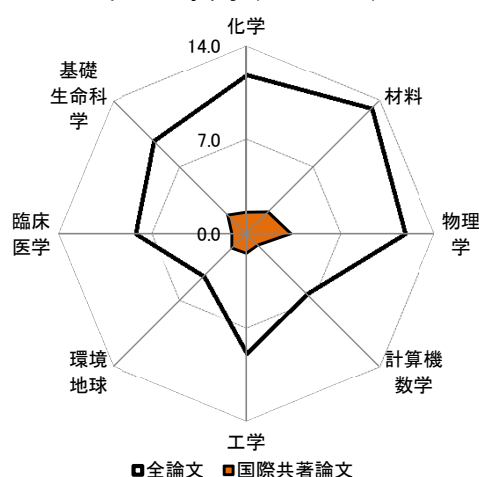 化学
14.0
基礎
生命科
学
材料
7.0
臨床
医学
0.0
物理
学
環境
地球
計算機
数学
工学
全論文 国際共著論文